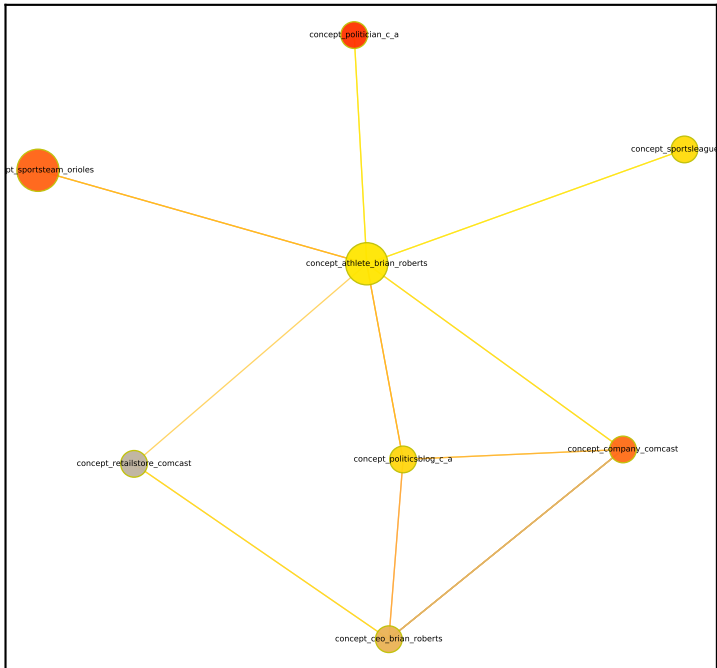 concept_politician_c_a
concept_sportsleague
pt_sportsteam_orioles
concept_athlete_brian_roberts
concept_company_comcast
concept_politicsblog_c_a
concept_retailstore_comcast
concept_ceo_brian_roberts